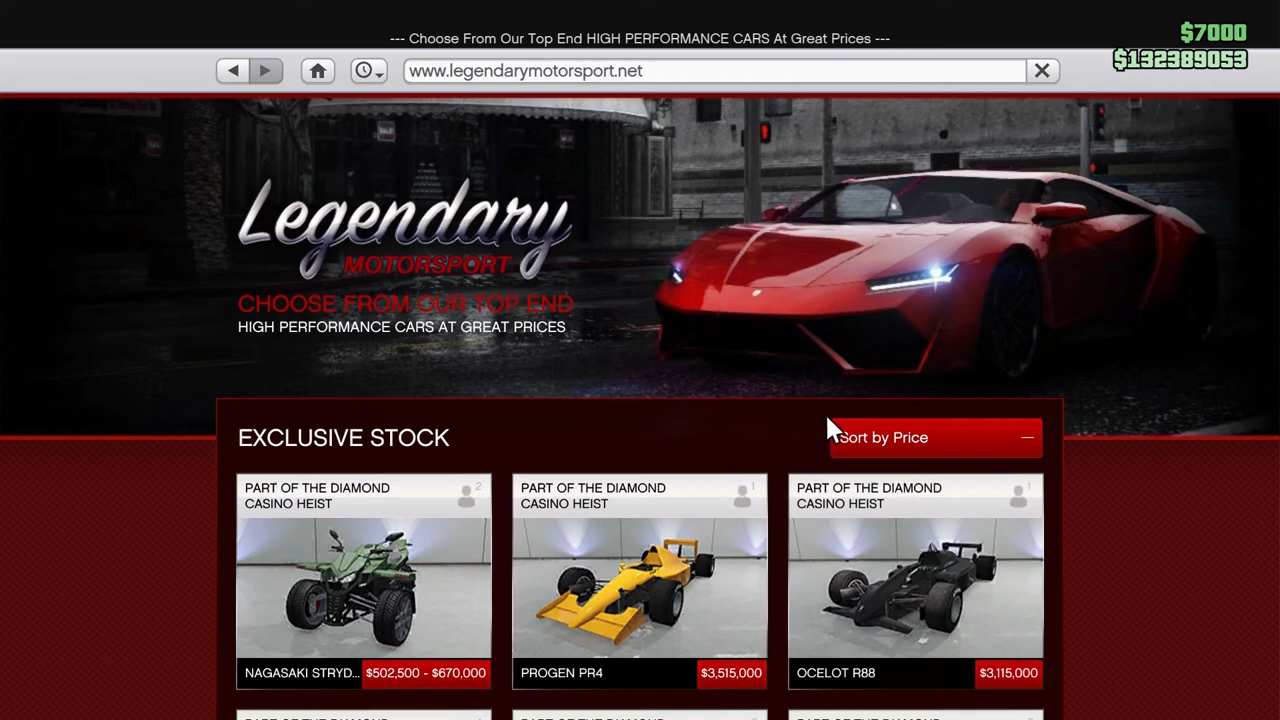 --- Choose From Our Top End HIGH PERFORMANCE CARS At Great Prices ---
$7000
$132389053
www.legendarymotorsport.net
Legendary
MOTORSPORT
CHOOSE FROM OUR TOP END
HIGH PERFORMANCE CARS AT GREAT PRICES
EXCLUSIVE STOCK
Sort by Price
PART OF THE DIAMOND
CASINO HEIST
2
PART OF THE DIAMOND
CASINO HEIST
1
PART OF THE DIAMOND
CASINO HEIST
1
NAGASAKI STRYD... $502,500 - $670,000
PROGEN PR4 $3,515,000
OCELOT R88 $3,115,000